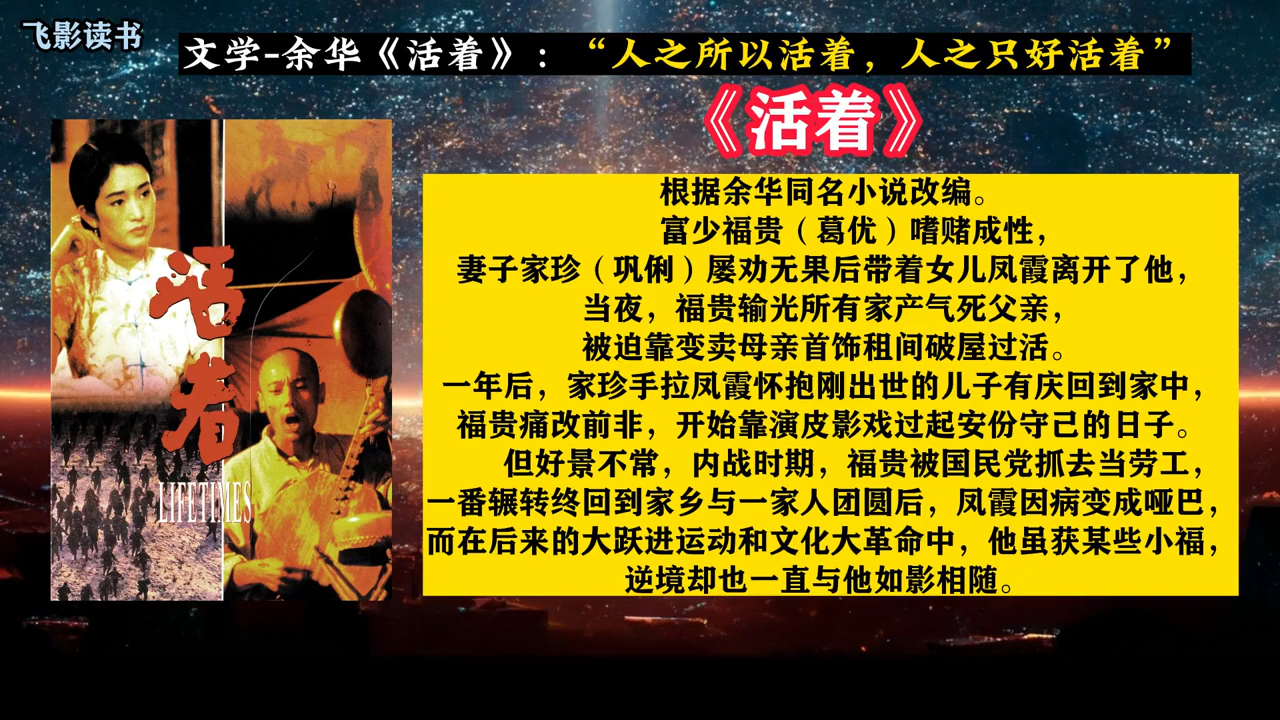 飞影读书
文学-余华《活着》：“人之所以活着，人之只好活着”
《活着》
根据余华同名小说改编。
富少福贵（葛优）嗜赌成性，
妻子家珍（巩俐）屡劝无果后带着女儿凤霞离开了他，
当夜，福贵输光所有家产气死父亲，
被迫靠变卖母亲首饰租间破屋过活。
一年后，家珍手拉凤霞怀抱刚出世的儿子有庆回到家中，
福贵痛改前非，开始靠演皮影戏过起安份守己的日子。
但好景不常，内战时期，福贵被国民党抓去当劳工，
一番辗转终回到家乡与一家人团圆后，凤霞因病变成哑巴，
而在后来的大跃进运动和文化大革命中，他虽获某些小福，
逆境却也一直与他如影相随。
活着
LIFETIMES